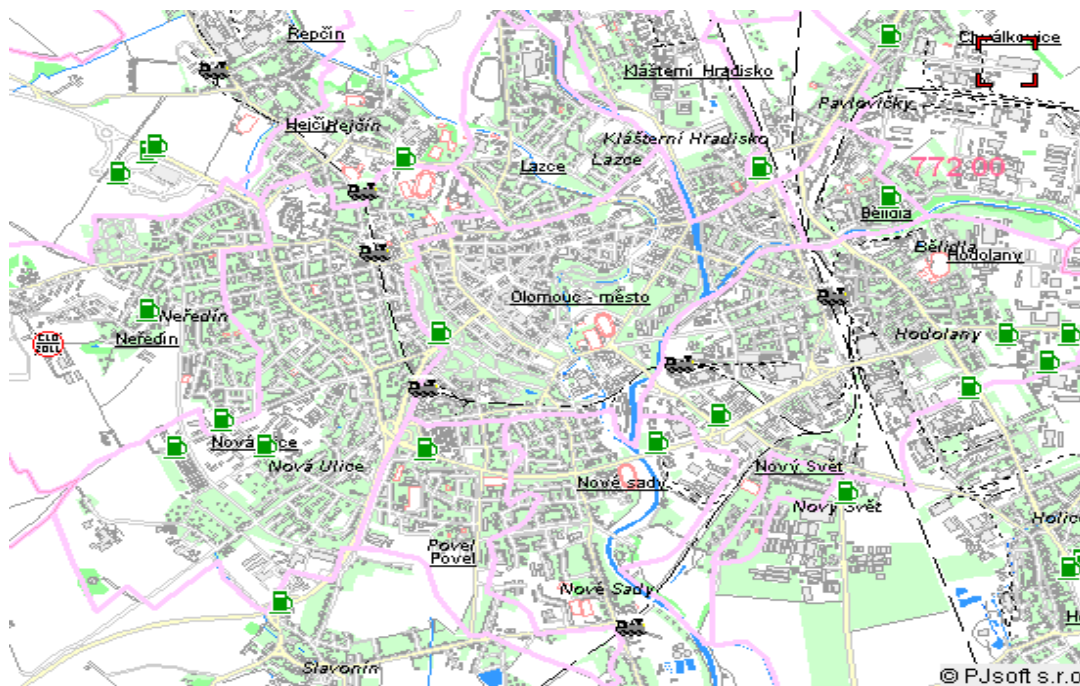 Řepčín
Chválkovice
Klášterní Hradisko
Pavlovičky
Hejčín
Klášterní Hradisko
Lazce
Lazce
772 00
Bělidla
Bělidla
Hodolany
Olomouc - město
Neředín
Neředín
CLO
ZOLL
Hodolany
Nová Ulice
Nová Ulice
Nový Svět
Nové sady
Nový Svět
Povel
Povel
Nové Sady
Slavonín
© PJsoft s.r.o